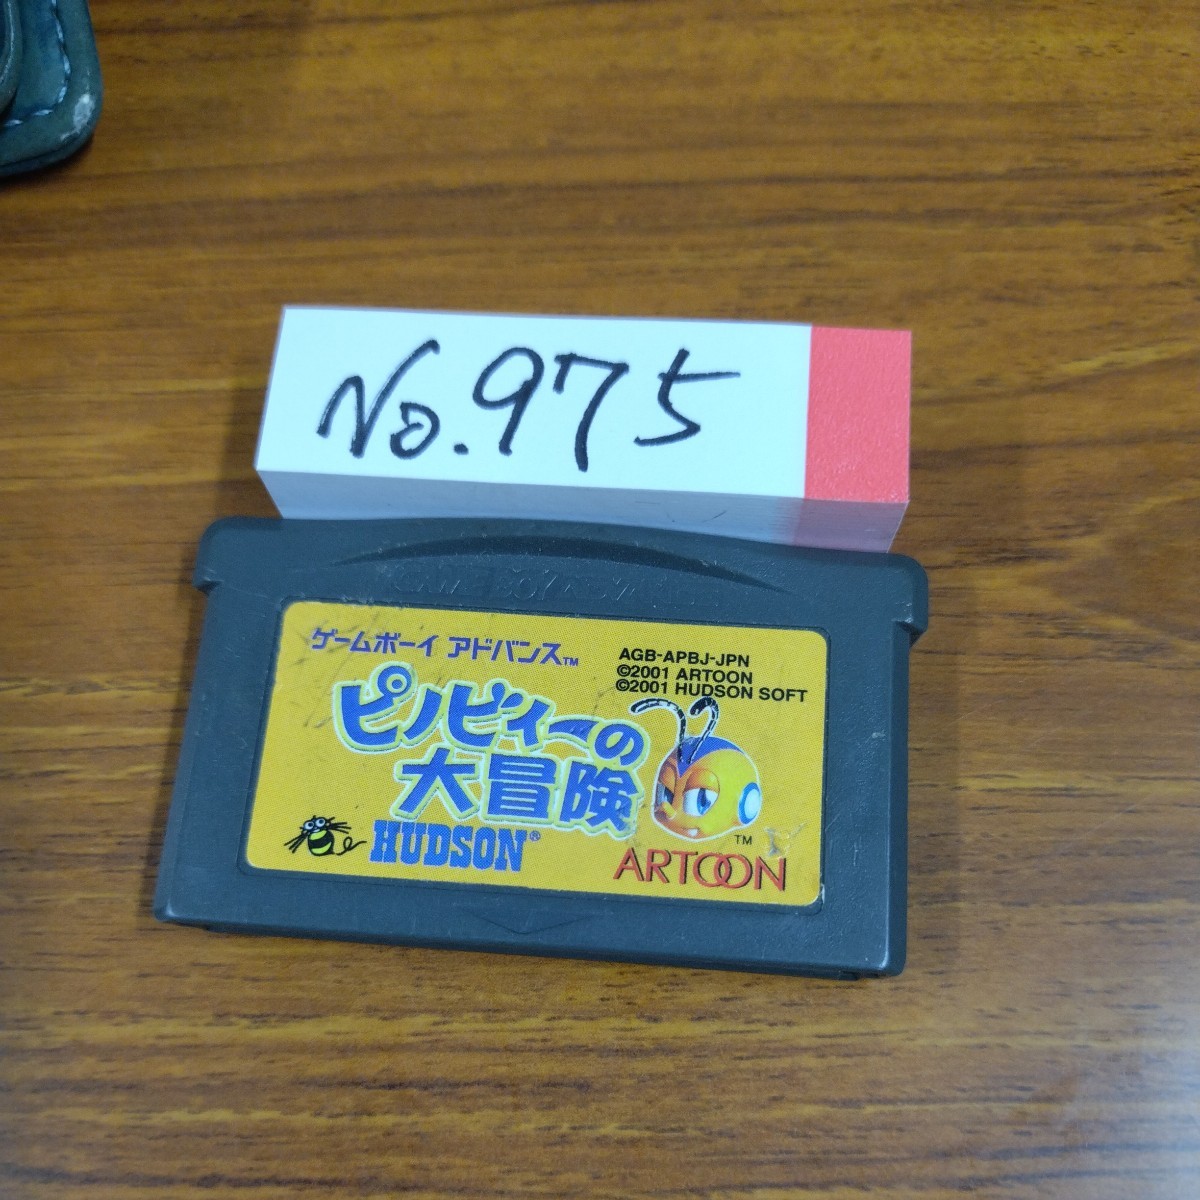 No.975
GAME BOY ADVANCE
ゲームボーイ アドバンス™
AGB-APBJ-JPN
©2001 ARTOON
©2001 HUDSON SOFT
ピノビィーの
大冒険
HUDSON®
™
ARTOON